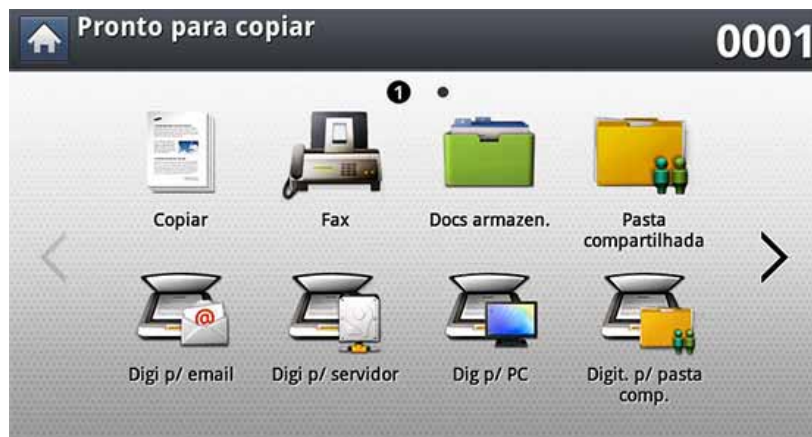 Pronto para copiar
0001
1
Copiar
Fax
Docs armazen.
Pasta
compartilhada
@
Digi p/ email
Digi p/ servidor
Dig p/ PC
Digit. p/ pasta
comp.